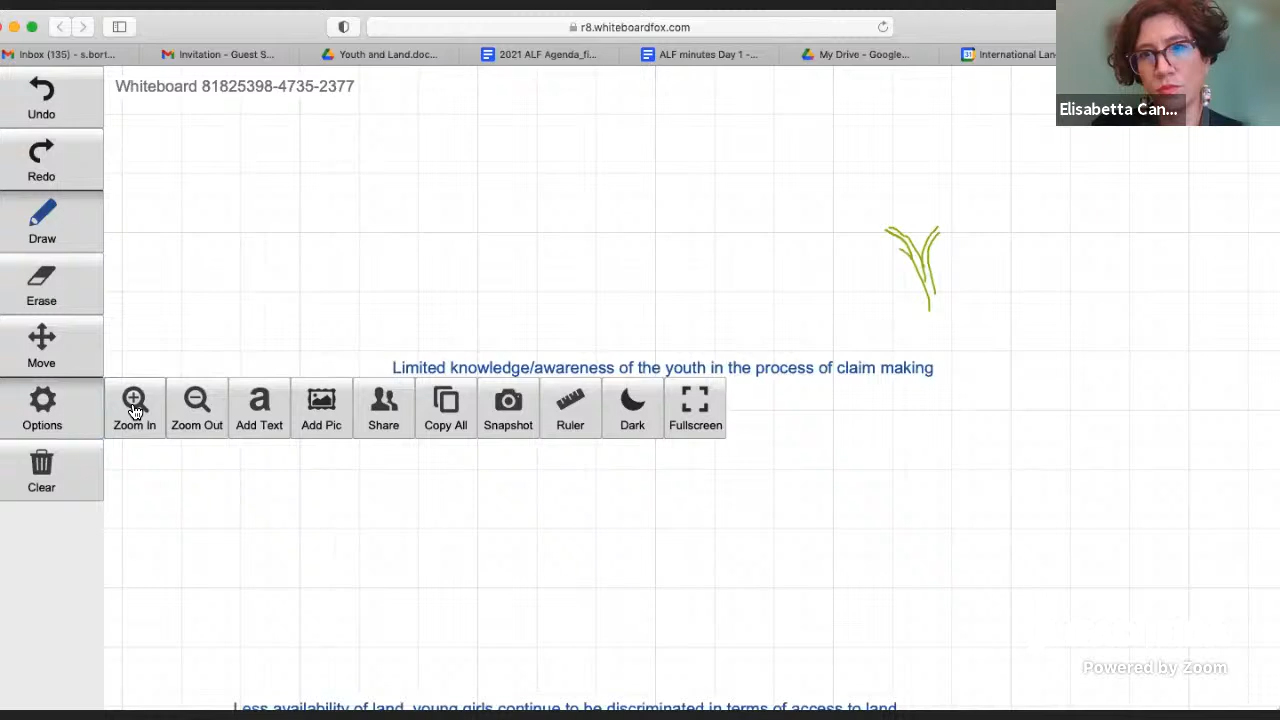 r8.whiteboardfox.com
Inbox (135) - s.bort...
Invitation - Guest S...
Youth and Land.doc...
2021 ALF Agenda_fi...
ALF minutes Day 1 -...
My Drive - Google...
International Lan
Whiteboard 81825398-4735-2377
Elisabetta Can...
Undo
Redo
Draw
Erase
Move
Limited knowledge/awareness of the youth in the process of claim making
Options
Zoom In
Zoom Out
Add Text
Add Pic
Share
Copy All
Snapshot
Ruler
Dark
Fullscreen
Clear
Powered by Zoom
Less availability of land, young girls continue to be discriminated in terms of access to land